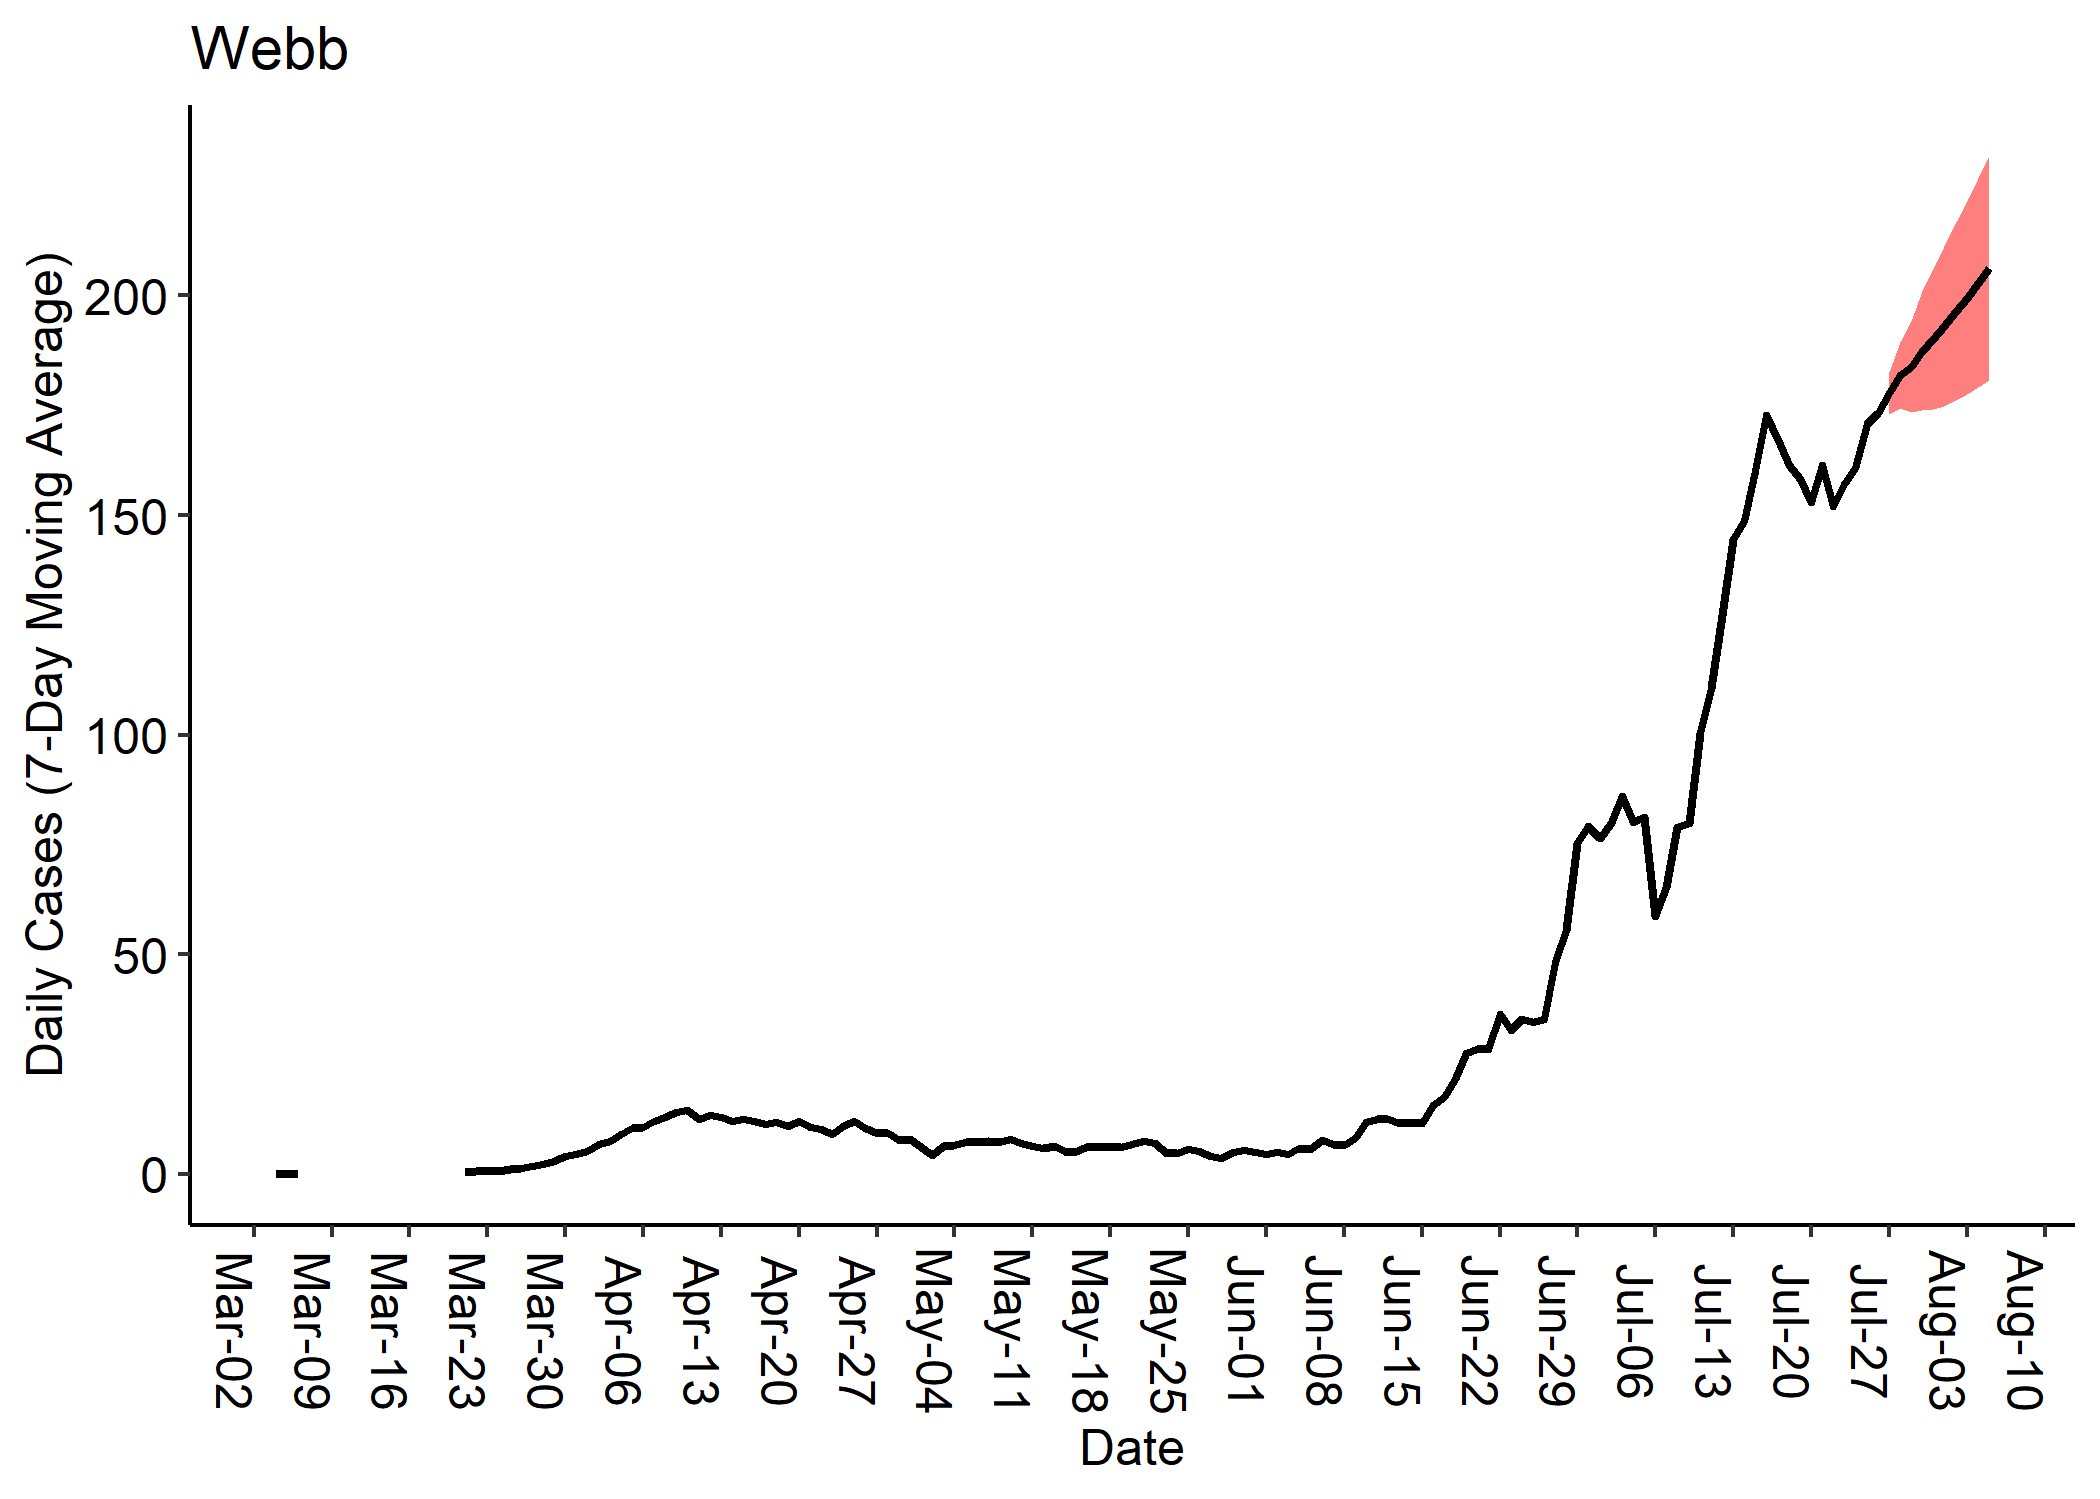 Webb
Daily Cases (7-Day Moving Average)
200
150
100
50
0
Mar-02
Mar-09
Mar-16
Mar-23
Mar-30
Apr-06
Apr-13
Apr-20
Apr-27
May-04
May-11
May-18
May-25
Jun-01
Jun-08
Jun-15
Jun-22
Jun-29
Jul-06
Jul-13
Jul-20
Jul-27
Aug-03
Aug-10
Date